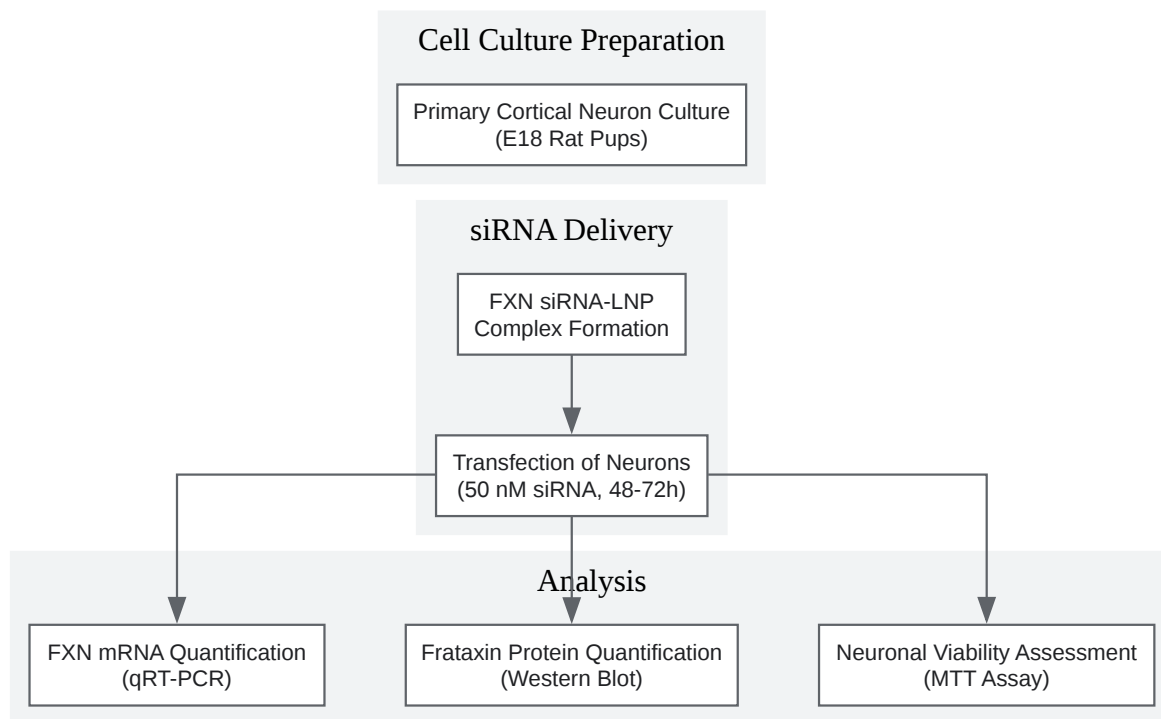 Cell Culture Preparation
Primary Cortical Neuron Culture
(E18 Rat Pups)
siRNA Delivery
FXN siRNA-LNP
Complex Formation
Transfection of Neurons
(50 nM siRNA, 48-72h)
Analysis
FXN mRNA Quantification
(qRT-PCR)
Frataxin Protein Quantification
(Western Blot)
Neuronal Viability Assessment
(MTT Assay)